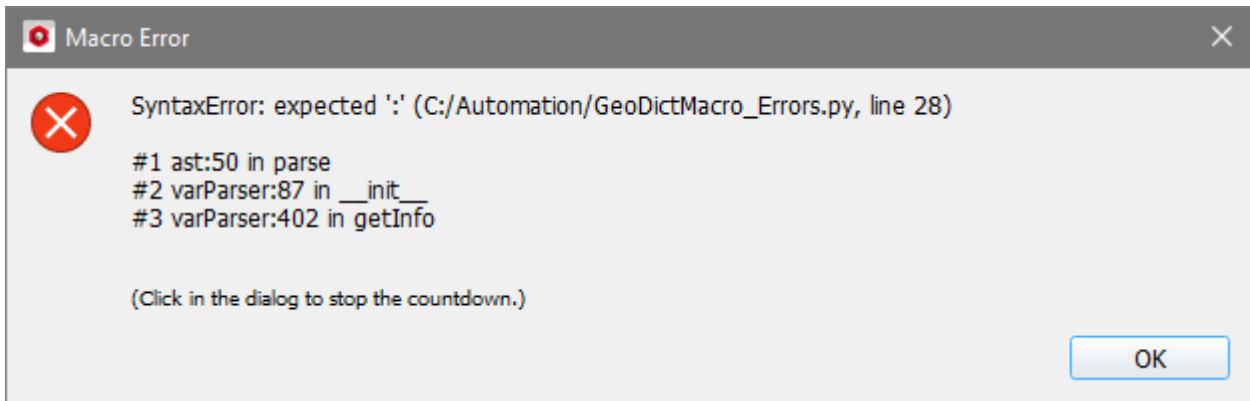 Macro Error
SyntaxError: expected ':' (C:/Automation/GeoDictMacro_Errors.py, line 28)
#1 ast:50 in parse
#2 varParser:87 in __init__
#3 varParser:402 in getInfo
(Click in the dialog to stop the countdown.)
OK